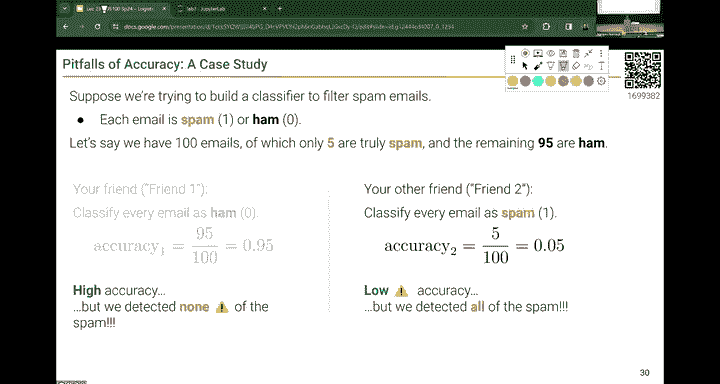 Pitfalls of Accuracy: A Case Study
1699382
Suppose we're trying to build a classifier to filter spam emails.
● Each email is spam (1) or ham (0).
Let's say we have 100 emails, of which only 5 are truly spam, and the remaining 95 are ham.
Your friend ("Friend 1"):
Classify every email as ham (0).
accuracy₁ = 95/100 = 0.95
High accuracy...
...but we detected none ⚠ of the
spam!!!
Your other friend ("Friend 2"):
Classify every email as spam (1).
accuracy₂ = 5/100 = 0.05
Low ⚠ accuracy...
...but we detected all of the spam!!!
30